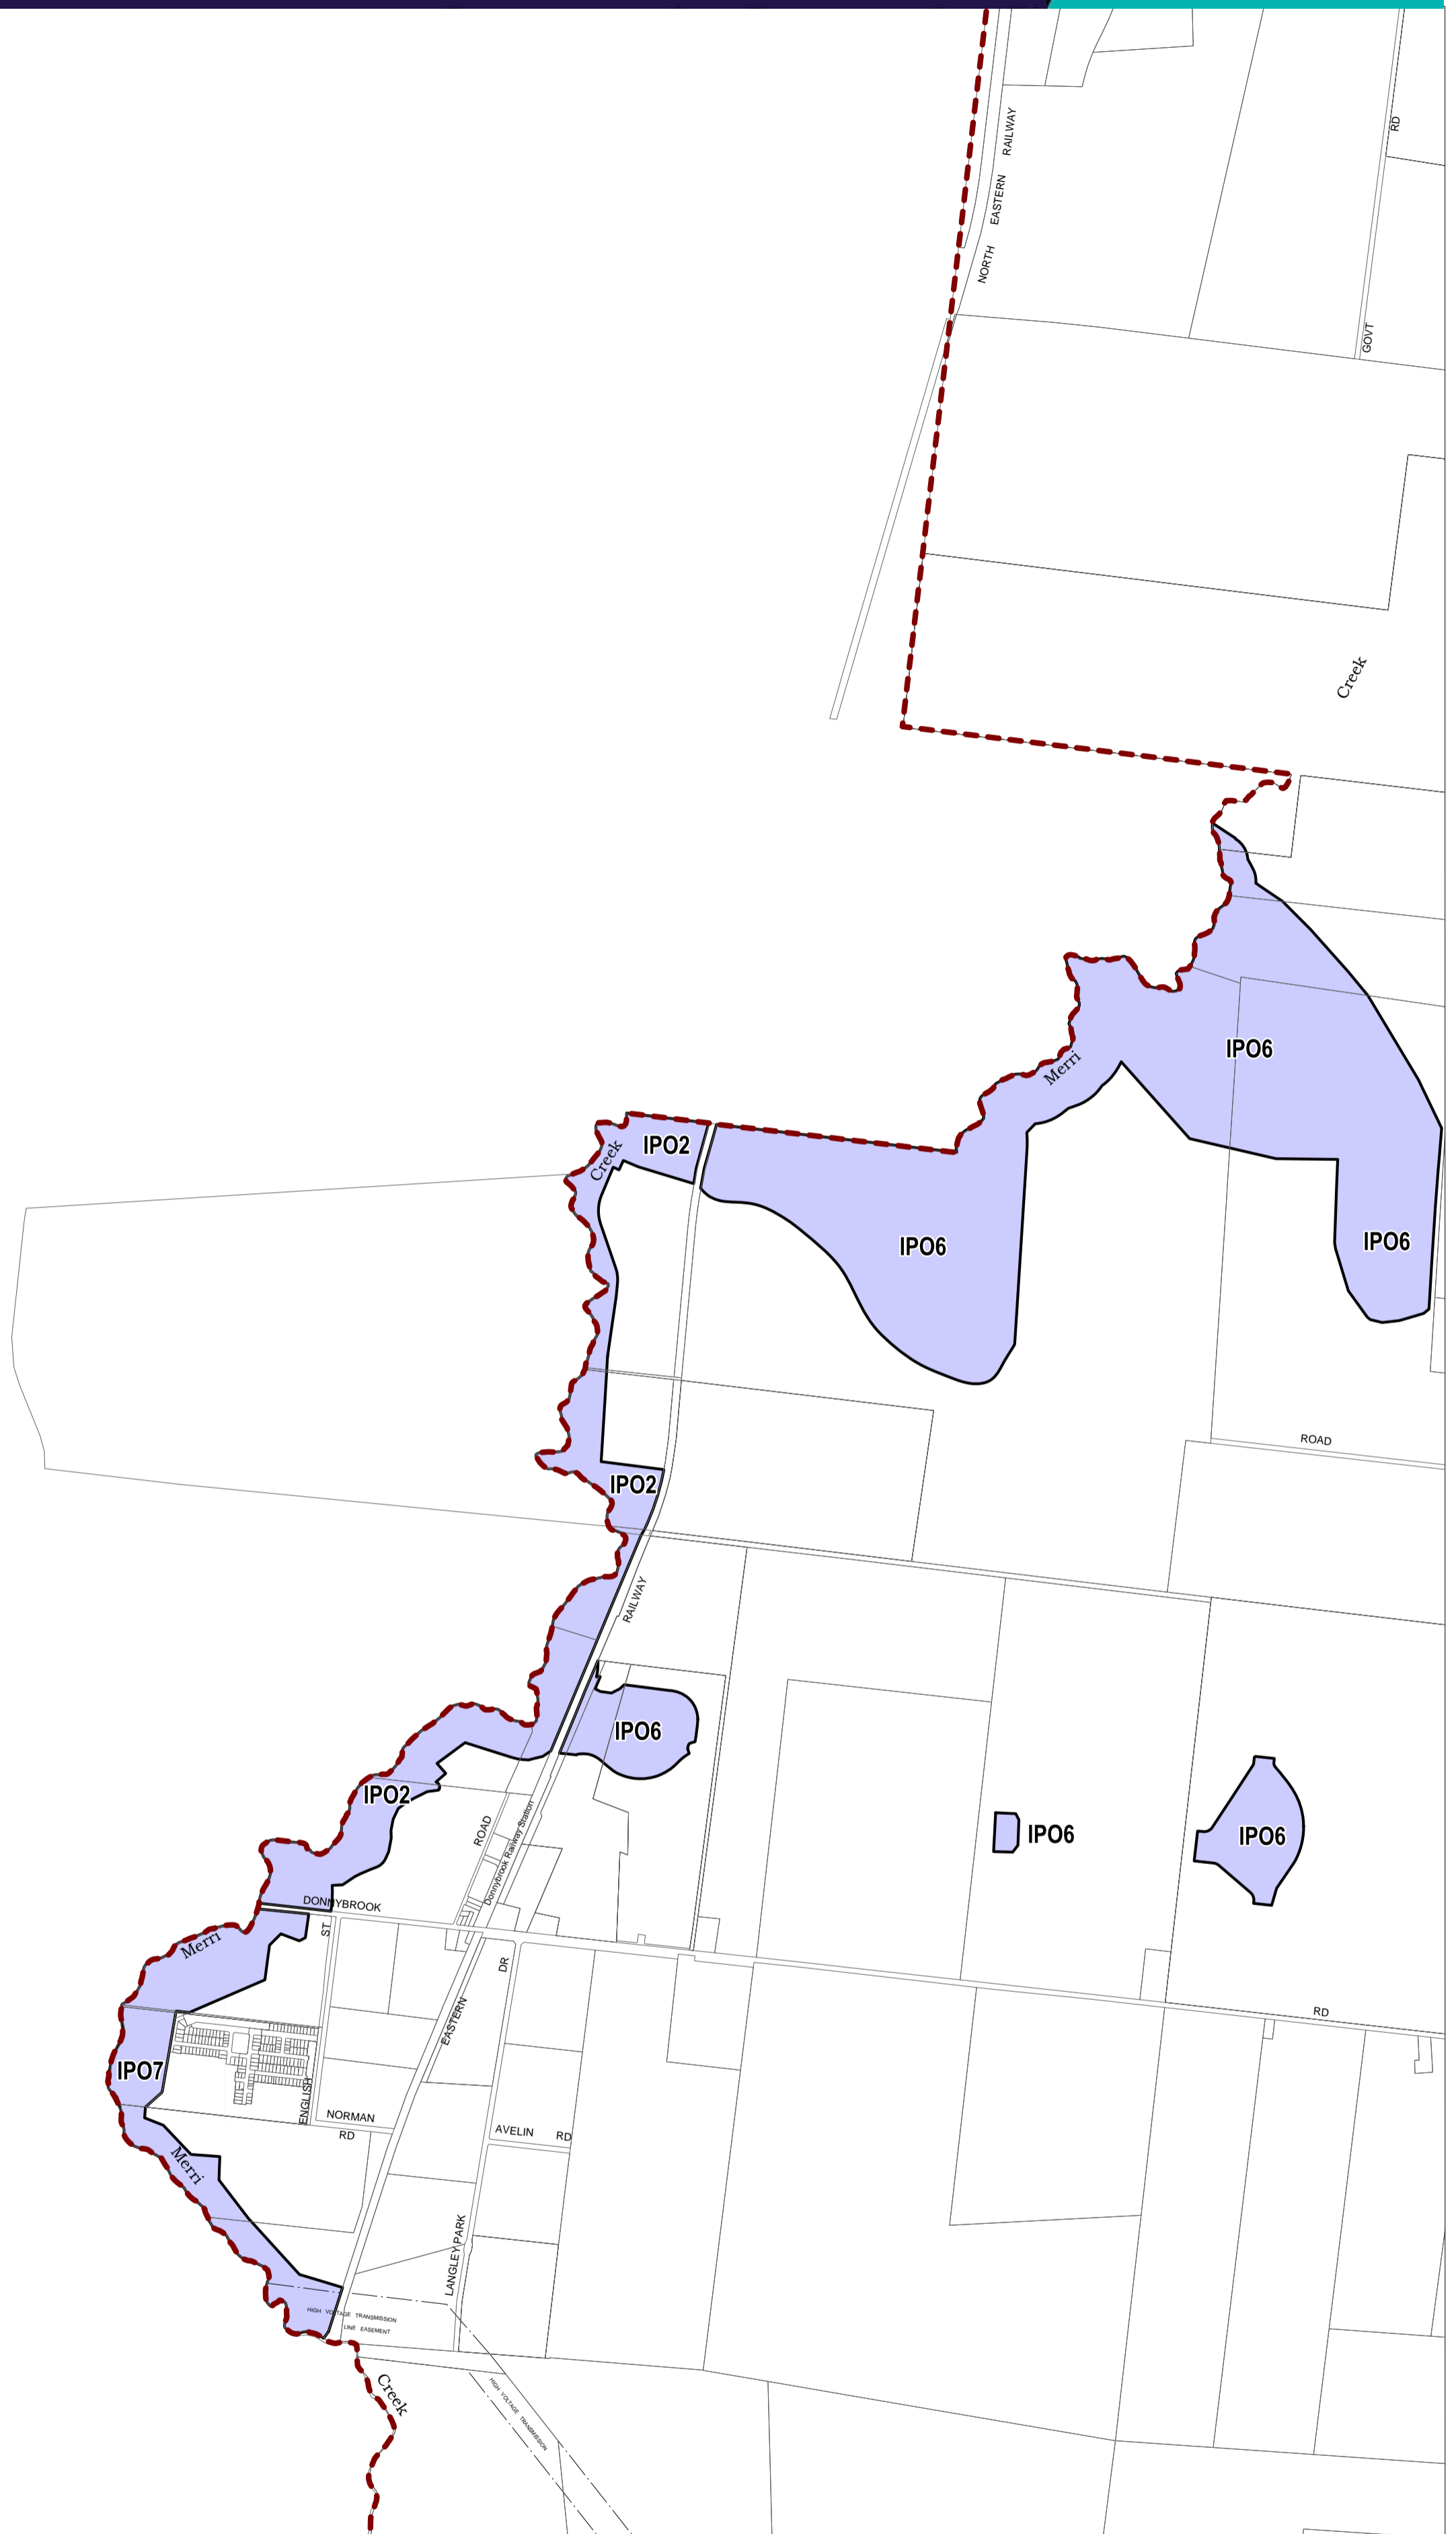 RD
NORTH EASTERN RAILWAY
GOVT
Creek
IPO6
Merri
IPO2
Creek
IPO6
IPO6
ROAD
IPO2
RAILWAY
IPO6
IPO2
ROAD
Donnybrook Railway Station
IPO6
IPO6
DONNYBROOK
ST
Merri
DR
EASTERN
RD
IPO7
ENGLISH
NORMAN
RD
AVELIN RD
Merri
LANGLEY PARK
HIGH VOLTAGE TRANSMISSION
LINE EASEMENT
Creek
HIGH VOLTAGE TRANSMISSION